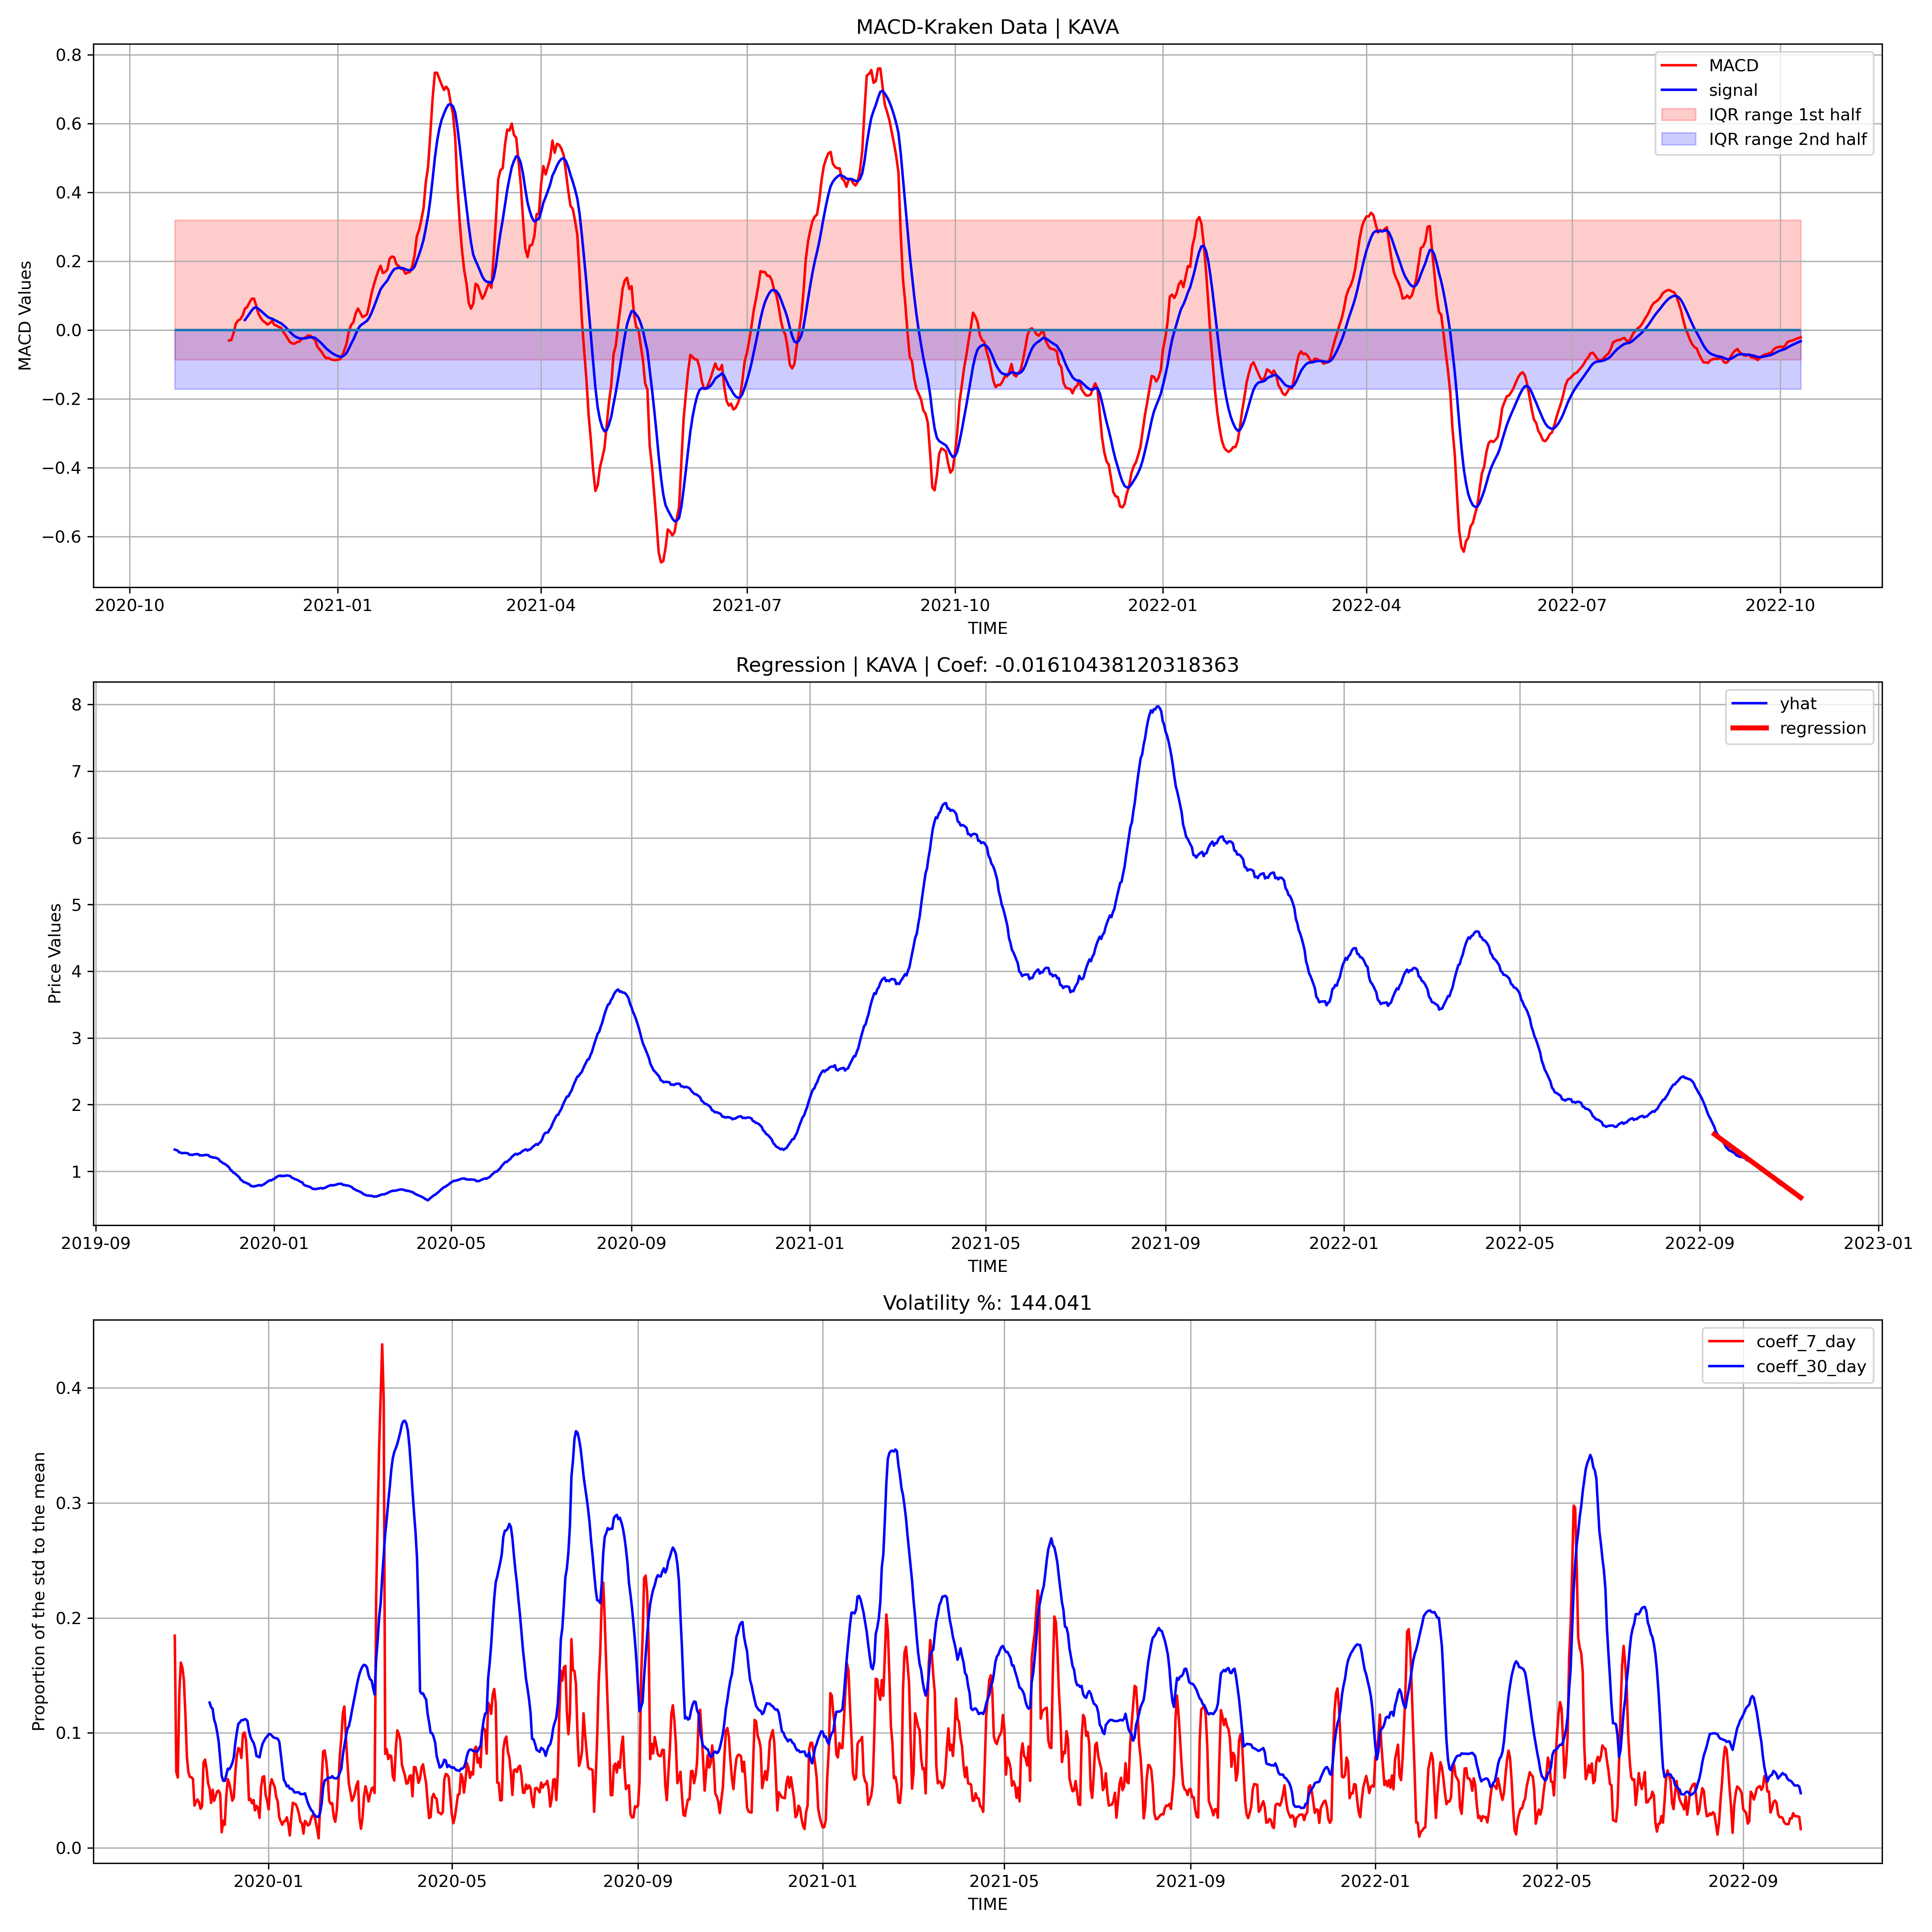 MACD-Kraken Data | KAVA
MACD Values
0.8
0.6
0.4
0.2
0.0
−0.2
−0.4
−0.6
MACD
signal
IQR range 1st half
IQR range 2nd half
2020-10
2021-01
2021-04
2021-07
2021-10
2022-01
2022-04
2022-07
2022-10
TIME
Regression | KAVA | Coef: -0.01610438120318363
Price Values
8
7
6
5
4
3
2
1
yhat
regression
2019-09
2020-01
2020-05
2020-09
2021-01
2021-05
2021-09
2022-01
2022-05
2022-09
2023-01
TIME
Volatility %: 144.041
Proportion of the std to the mean
0.4
0.3
0.2
0.1
0.0
coeff_7_day
coeff_30_day
2020-01
2020-05
2020-09
2021-01
2021-05
2021-09
2022-01
2022-05
2022-09
TIME